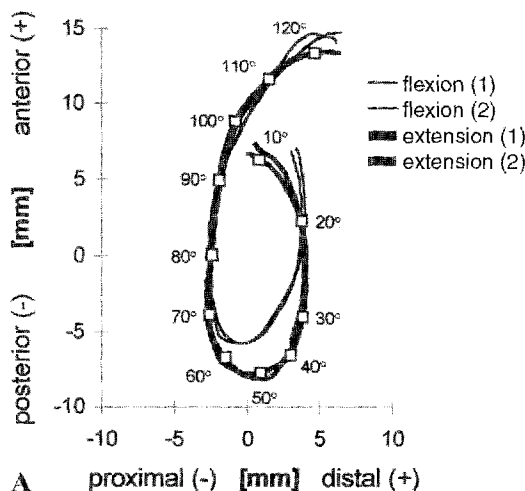 anterior (+)
[mm]
posterior (-)
15
10
5
0
-5
-10
120°
110°
100°
90°
80°
70°
60°
50°
40°
30°
20°
10°
flexion (1)
flexion (2)
extension (1)
extension (2)
-10 -5 0 5 10
A proximal (-) [mm] distal (+)